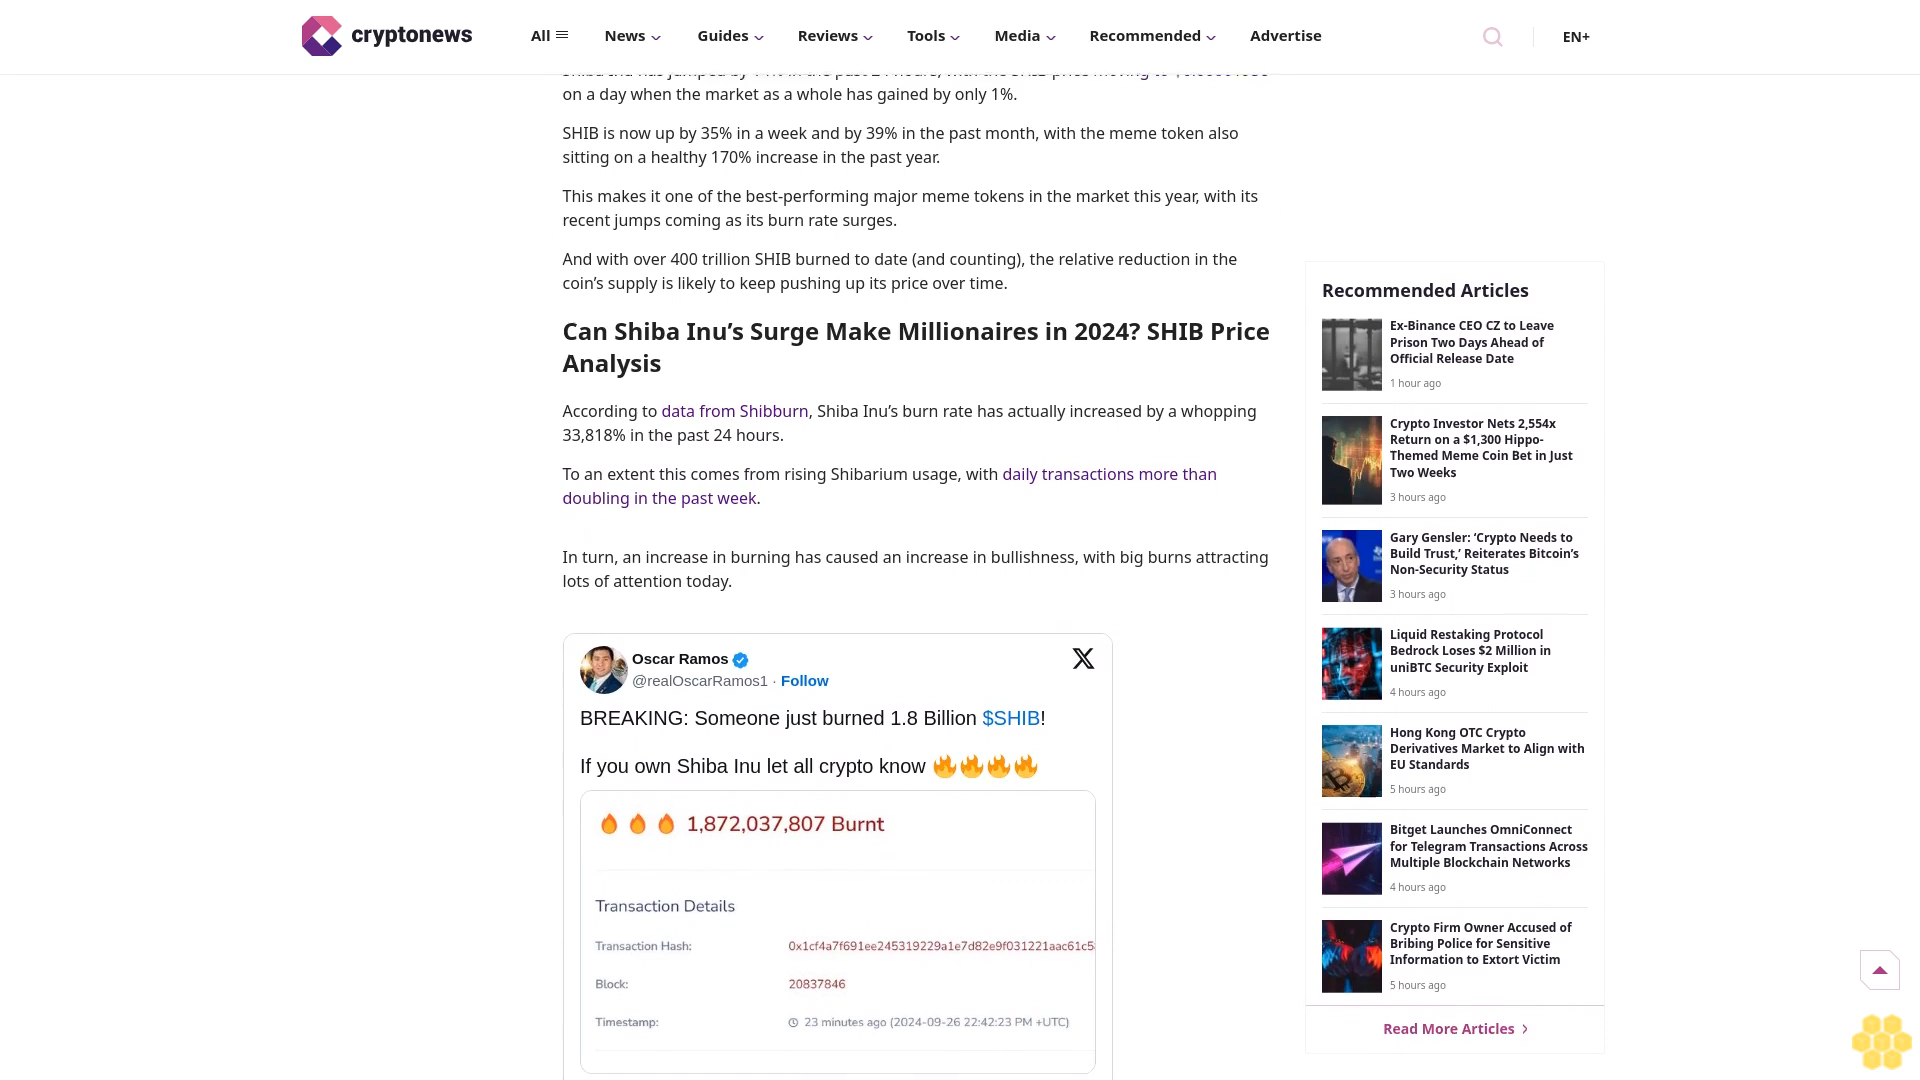 cryptonews
All
News
Guides
Reviews
Tools
Media
Recommended
Advertise
EN+
on a day when the market as a whole has gained by only 1%.
SHIB is now up by 35% in a week and by 39% in the past month, with the meme token also
sitting on a healthy 170% increase in the past year.
This makes it one of the best-performing major meme tokens in the market this year, with its
recent jumps coming as its burn rate surges.
And with over 400 trillion SHIB burned to date (and counting), the relative reduction in the
coin’s supply is likely to keep pushing up its price over time.
Can Shiba Inu’s Surge Make Millionaires in 2024? SHIB Price
Analysis
According to data from Shibburn, Shiba Inu’s burn rate has actually increased by a whopping
33,818% in the past 24 hours.
To an extent this comes from rising Shibarium usage, with daily transactions more than
doubling in the past week.
In turn, an increase in burning has caused an increase in bullishness, with big burns attracting
lots of attention today.
Oscar Ramos
@realOscarRamos1 · Follow
BREAKING: Someone just burned 1.8 Billion $SHIB!
If you own Shiba Inu let all crypto know 🔥🔥🔥🔥
🔥 🔥 🔥 1,872,037,807 Burnt
Transaction Details
Transaction Hash: 0x1cf4a7f691ee245319229a1e7d82e9f031221aac61c5
Block: 20837846
Timestamp: 23 minutes ago (2024-09-26 22:42:23 PM +UTC)
Recommended Articles
Ex-Binance CEO CZ to Leave
Prison Two Days Ahead of
Official Release Date
1 hour ago
Crypto Investor Nets 2,554x
Return on a $1,300 Hippo-
Themed Meme Coin Bet in Just
Two Weeks
3 hours ago
Gary Gensler: ‘Crypto Needs to
Build Trust,’ Reiterates Bitcoin’s
Non-Security Status
3 hours ago
Liquid Restaking Protocol
Bedrock Loses $2 Million in
uniBTC Security Exploit
4 hours ago
Hong Kong OTC Crypto
Derivatives Market to Align with
EU Standards
5 hours ago
Bitget Launches OmniConnect
for Telegram Transactions Across
Multiple Blockchain Networks
4 hours ago
Crypto Firm Owner Accused of
Bribing Police for Sensitive
Information to Extort Victim
5 hours ago
Read More Articles